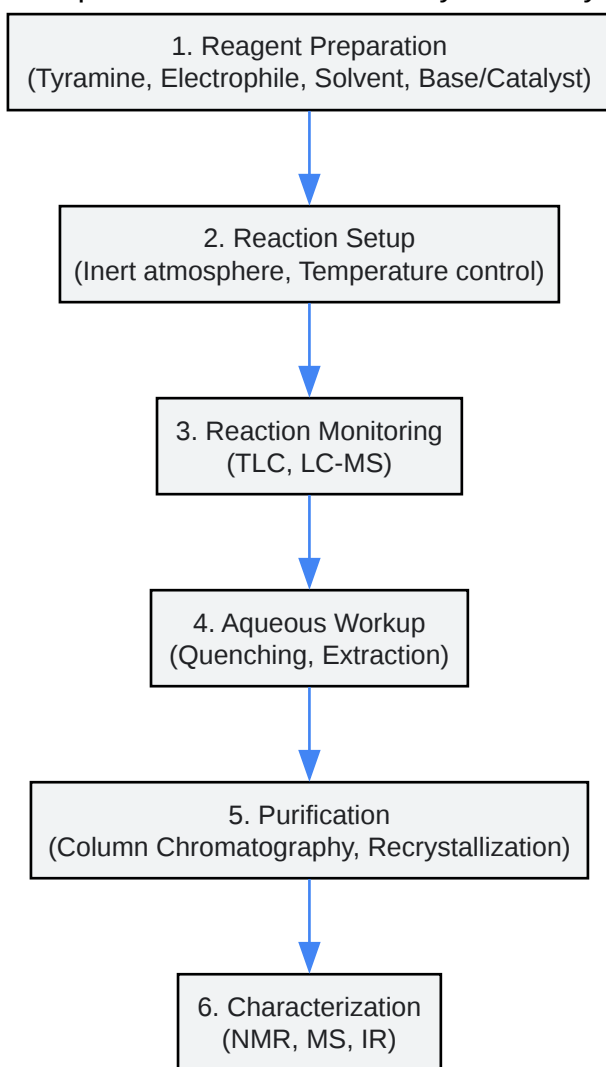 1. Reagent Preparation
(Tyramine, Electrophile, Solvent, Base/Catalyst)
2. Reaction Setup
(Inert atmosphere, Temperature control)
3. Reaction Monitoring
(TLC, LC-MS)
4. Aqueous Workup
(Quenching, Extraction)
5. Purification
(Column Chromatography, Recrystallization)
6. Characterization
(NMR, MS, IR)